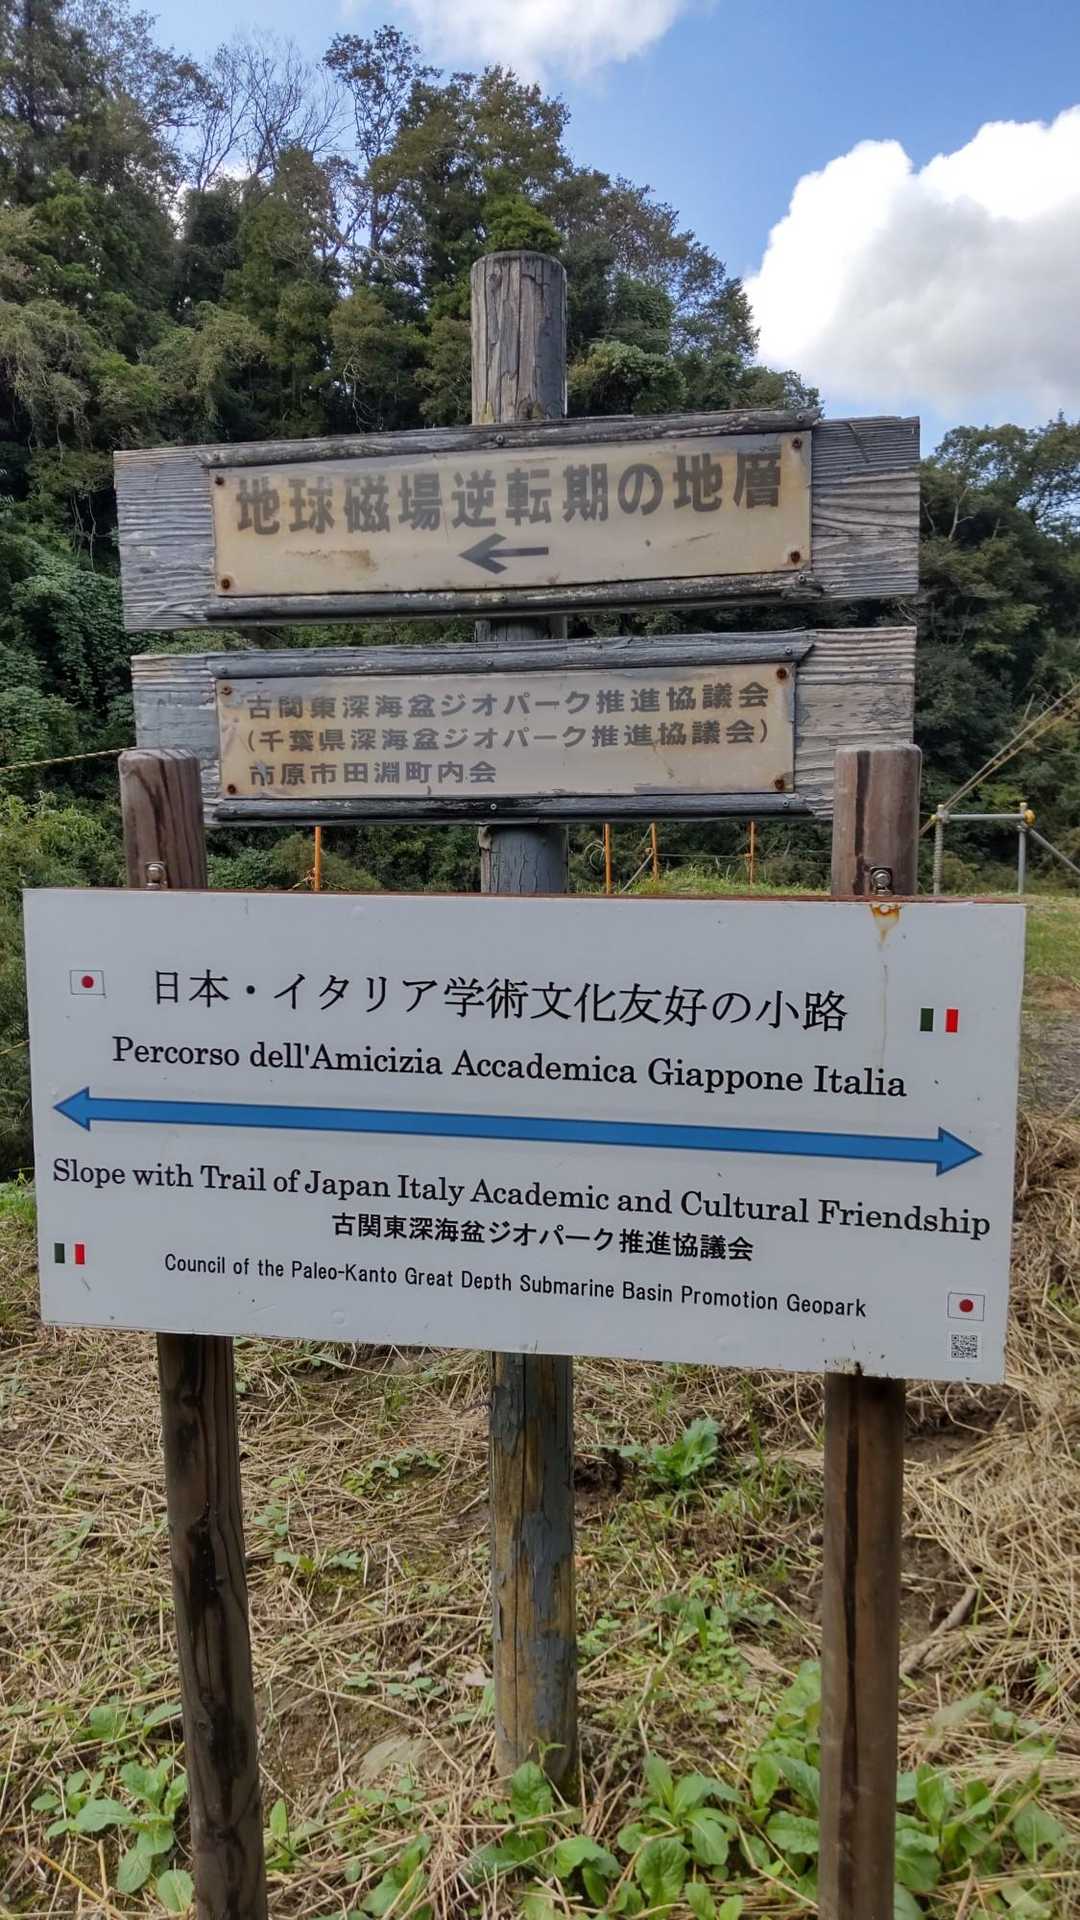 地球磁場逆転期の地層
古関東深海盆ジオパーク推進協議会
(千葉県深海盆ジオパーク推進協議会)
市原市田淵町内会
日本・イタリア学術文化友好の小路
Percorso dell'Amicizia Accademica Giappone Italia
Slope with Trail of Japan Italy Academic and Cultural Friendship
古関東深海盆ジオパーク推進協議会
Council of the Paleo-Kanto Great Depth Submarine Basin Promotion Geopark